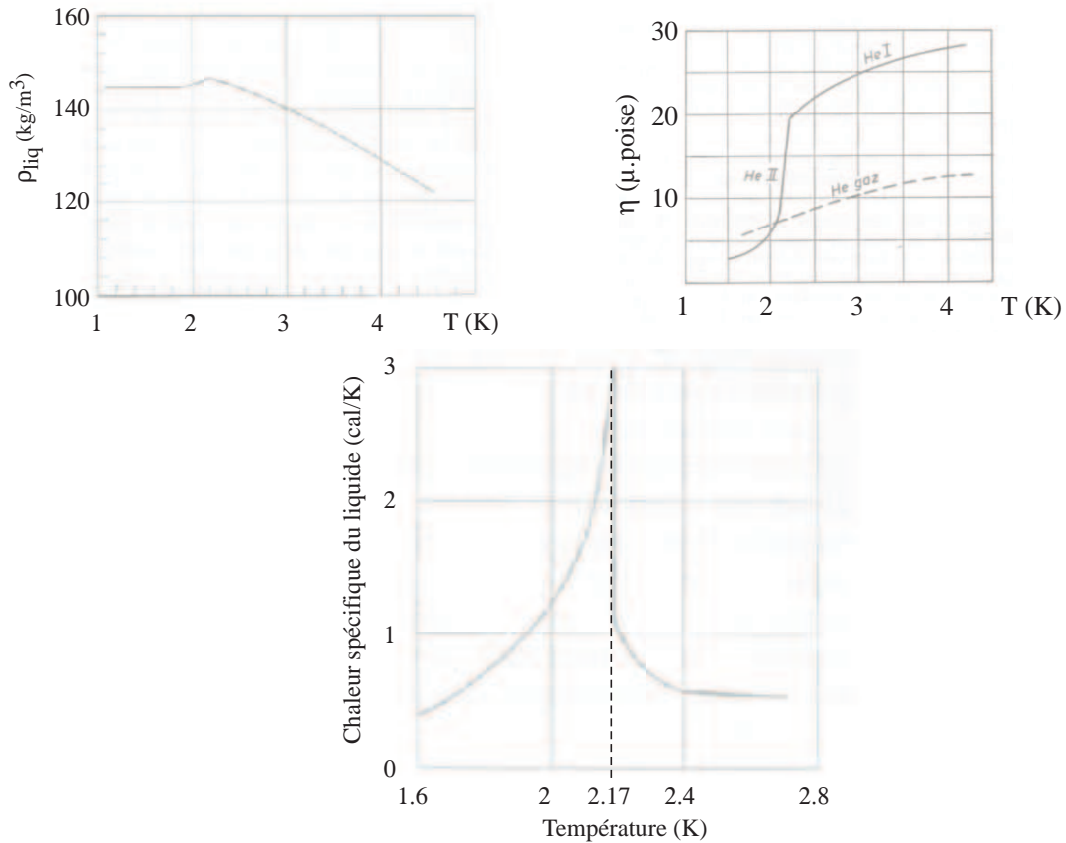 160
140
120
100
ρliq (kg/m3)
1 2 3 4 T (K)
30
20
10
η (μ.poise)
He I
He II
He gaz
1 2 3 4 T (K)
3
2
1
0
Chaleur spécifique du liquide (cal/K)
1.6 2 2.17 2.4 2.8
Température (K)